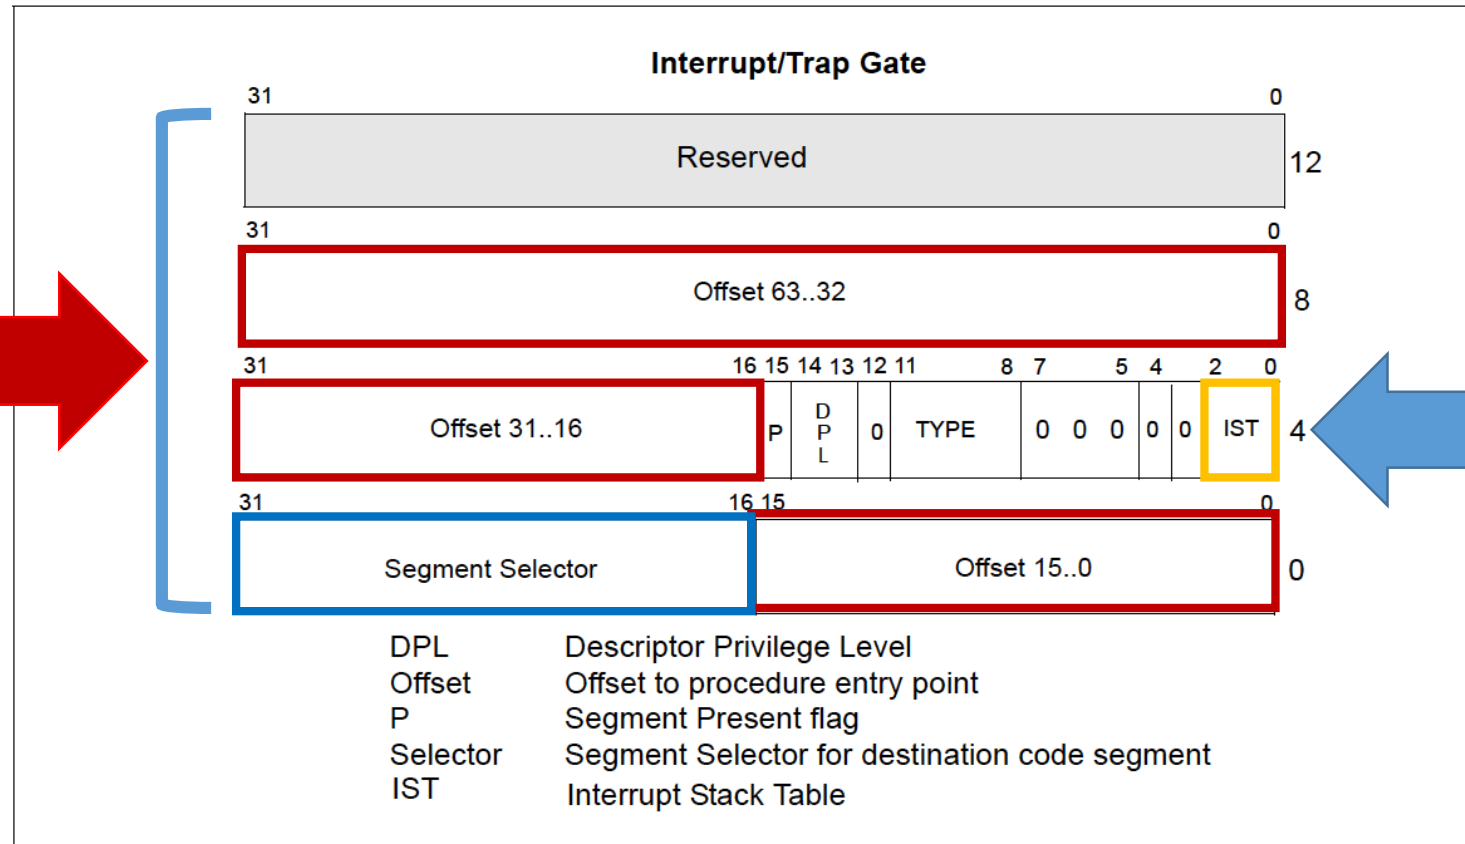 Interrupt/Trap Gate
31 0
Reserved 12
31 0
Offset 63..32 8
31 16 15 14 13 12 11 8 7 5 4 2 0
Offset 31..16 P DPL 0 TYPE 0 0 0 0 0 IST 4
31 16 15 0
Segment Selector Offset 15..0 0
DPL Descriptor Privilege Level
Offset Offset to procedure entry point
P Segment Present flag
Selector Segment Selector for destination code segment
IST Interrupt Stack Table